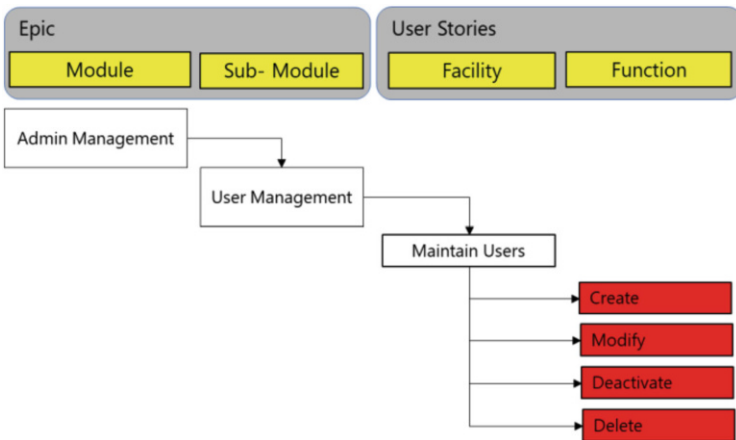 Epic
User Stories
Module
Sub- Module
Facility
Function
Admin Management
User Management
Maintain Users
Create
Modify
Deactivate
Delete